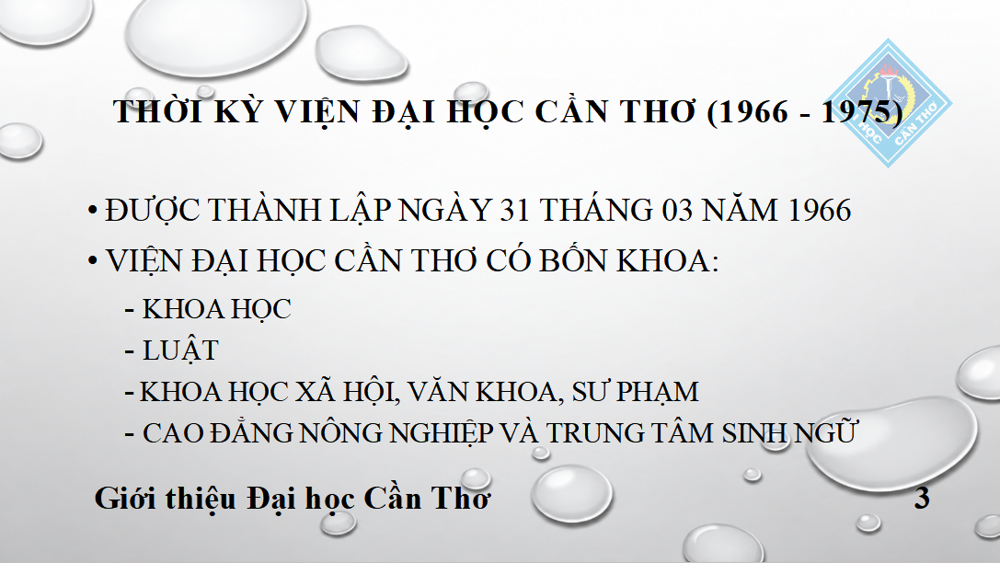 THỜI KỲ VIỆN ĐẠI HỌC CẦN THƠ (1966 - 1975)
• ĐƯỢC THÀNH LẬP NGÀY 31 THÁNG 03 NĂM 1966
• VIỆN ĐẠI HỌC CẦN THƠ CÓ BỐN KHOA:
- KHOA HỌC
- LUẬT
- KHOA HỌC XÃ HỘI, VĂN KHOA, SƯ PHẠM
- CAO ĐẲNG NÔNG NGHIỆP VÀ TRUNG TÂM SINH NGỮ
Giới thiệu Đại học Cần Thơ 3
HỌC CẦN THƠ